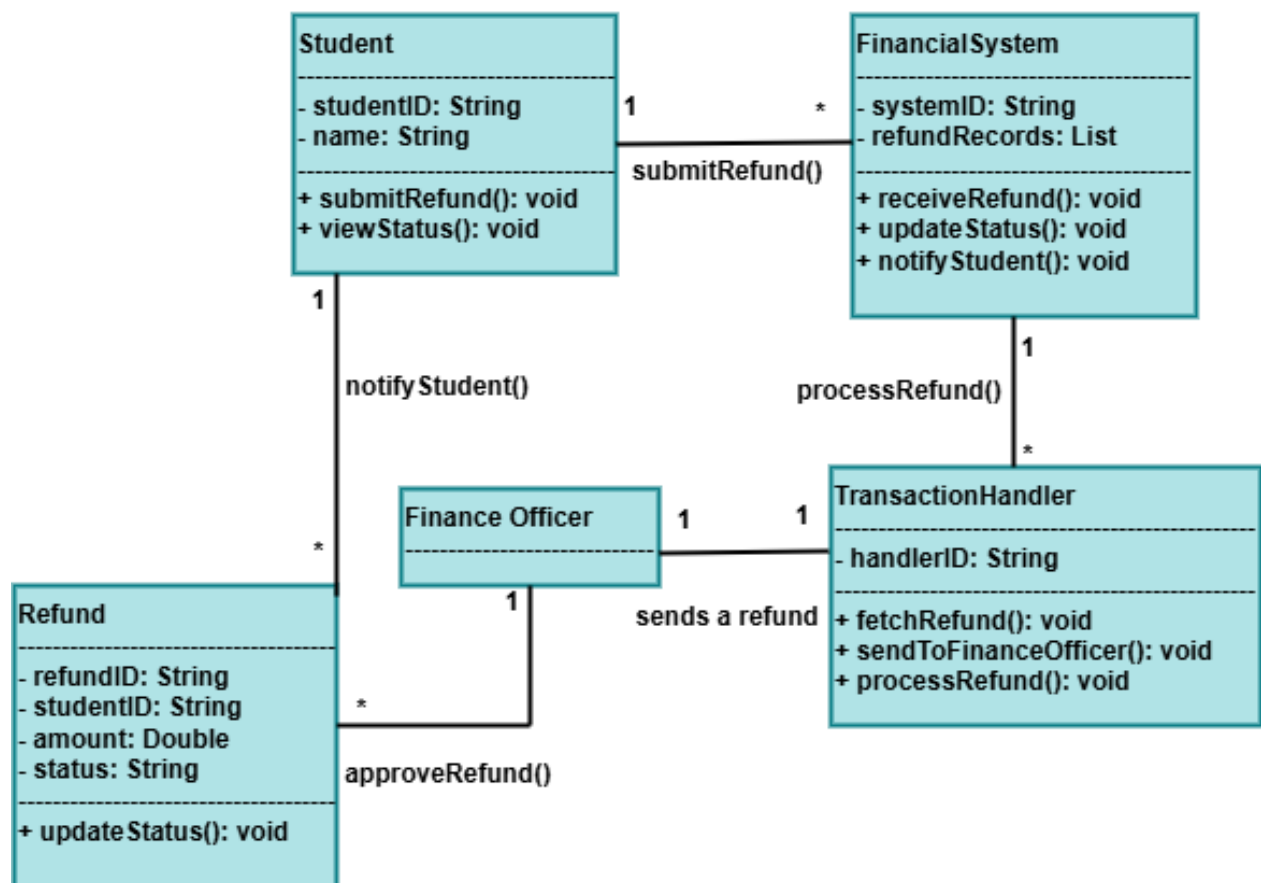 Student
- studentID: String
- name: String
+ submitRefund(): void
+ viewStatus(): void
1
*
submitRefund()
FinancialSystem
- systemID: String
- refundRecords: List
+ receiveRefund(): void
+ updateStatus(): void
+ notifyStudent(): void
1
notifyStudent()
*
1
processRefund()
*
Finance Officer
1
1
sends a refund
TransactionHandler
- handlerID: String
+ fetchRefund(): void
+ sendToFinanceOfficer(): void
+ processRefund(): void
Refund
- refundID: String
- studentID: String
- amount: Double
- status: String
+ updateStatus(): void
1
*
approveRefund()